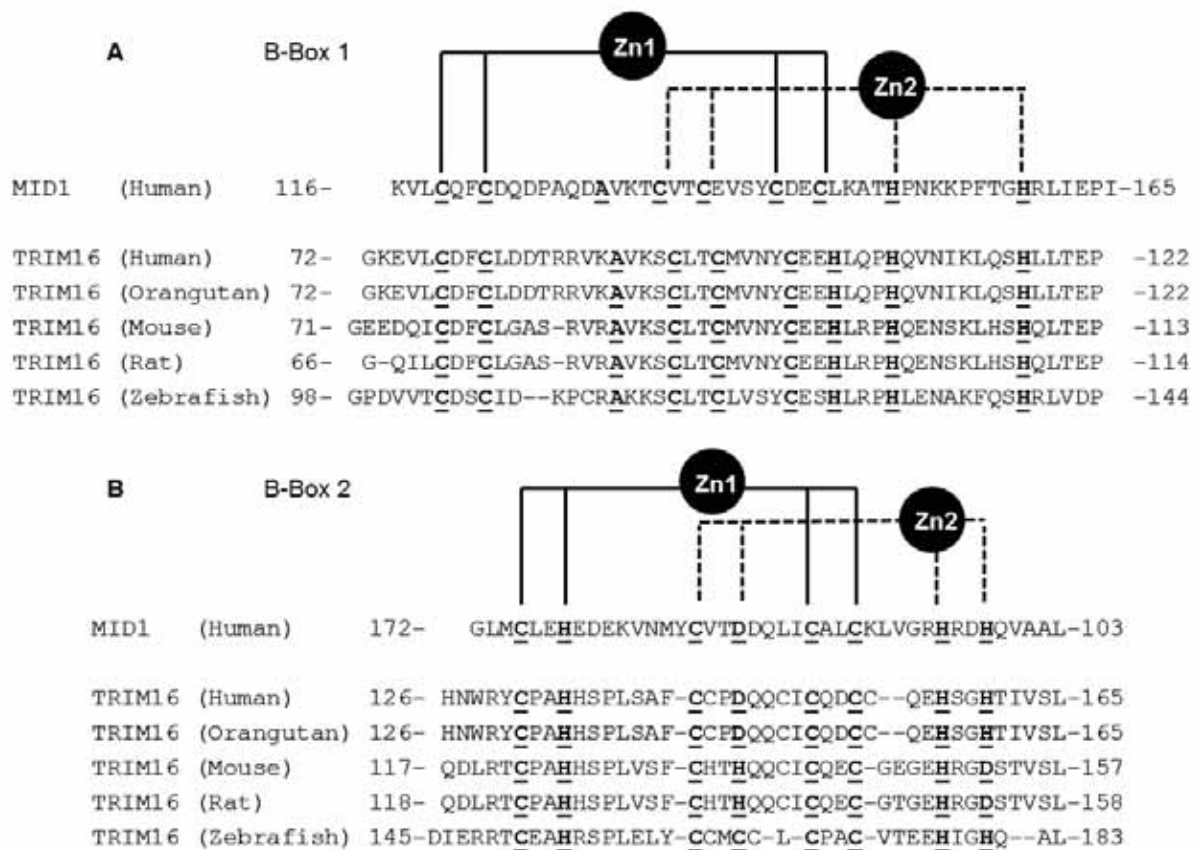 A B-Box 1 Zn1
Zn2
MID1 (Human) 116- KVLCQFCDQDPAQDAVKTCVTCEVSYCDECLKATHPNKKPFTGHRLIEPI-165
TRIM16 (Human) 72- GKEVLCDFCLDDTRRVKAVKSCLTCMVNYCEEHLQPHQVNIKLQSHLLTEP -122
TRIM16 (Orangutan) 72- GKEVLCDFCLDDTRRVKAVKSCLTCMVNYCEEHLQPHQVNIKLQSHLLTEP -122
TRIM16 (Mouse) 71- GEEDQICDFCLGAS-RVRAVKSCLTCMVNYCEEHLRPHQENSKLHSHQLTEP -113
TRIM16 (Rat) 66- G-QILCDFCLGAS-RVRAVKSCLTCMVNYCEEHLRPHQENSKLHSHQLTEP -114
TRIM16 (Zebrafish) 98- GPDVVTCDSCID--KPCRAKKSCLTCLVSYCESHLRPHLENAKFQSHRLVDP -144
B B-Box 2 Zn1
Zn2
MID1 (Human) 172- GLMCLEHEDEKVNMYCVTDDQLICALCKLVGRHRDHQVAAL-103
TRIM16 (Human) 126- HNWRYCPAHHSPLSAF-CCPDQQCICQDCC--QEHSGHTIVSL-165
TRIM16 (Orangutan) 126- HNWRYCPAHHSPLSAF-CCPDQQCICQDCC--QEHSGHTIVSL-165
TRIM16 (Mouse) 117- QDLRTCPAHHSPLVSF-CHTHQQCICQEC-GEGEHRGDSTVSL-157
TRIM16 (Rat) 118- QDLRTCPAHHSPLVSF-CHTHQQCICQEC-GTGEHRGDSTVSL-158
TRIM16 (Zebrafish) 145-DIERRTCEAHRSPLELY-CCMCC-L-CPAC-VTEEHIGHQ--AL-183